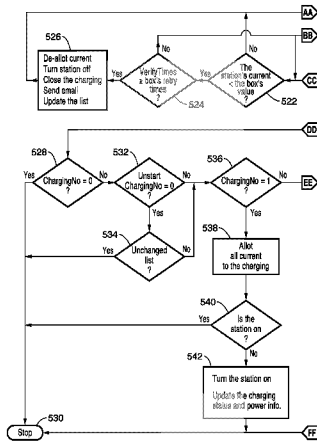 AA
BB
526
De-allot current
Turn station off
Close the charging
Send email
Update the list
No
No
Yes
VerifyTimes
≥ box's retry
times
?
524
Yes
The
station's current
< the box's
value?
522
CC
DD
528
532
536
Yes
ChargingNo = 0
?
No
Unstart
ChargingNo = 0
?
No
ChargingNo = 1
?
No
EE
Yes
Yes
534
538
Yes
Unchanged
list
?
No
Allot
all current
to the charging
540
Yes
Is the
station on
?
No
542
Turn the station on
Update the charging
status and power info.
530
Stop
FF